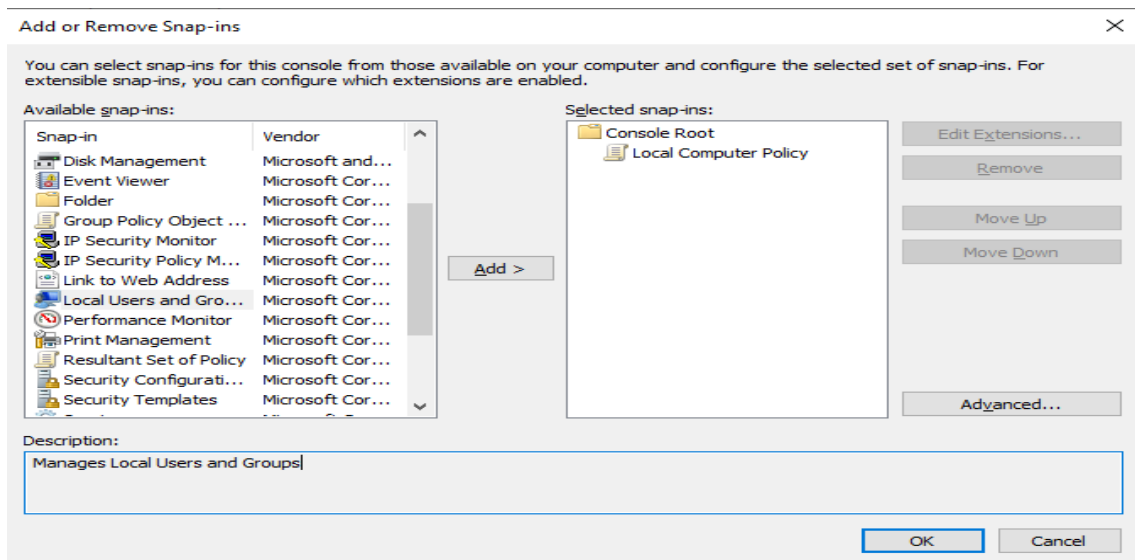 Add or Remove Snap-ins
You can select snap-ins for this console from those available on your computer and configure the selected set of snap-ins. For
extensible snap-ins, you can configure which extensions are enabled.
Available snap-ins:
Snap-in Vendor
Disk Management Microsoft and...
Event Viewer Microsoft Cor...
Folder Microsoft Cor...
Group Policy Object ... Microsoft Cor...
IP Security Monitor Microsoft Cor...
IP Security Policy M... Microsoft Cor...
Link to Web Address Microsoft Cor...
Local Users and Gro... Microsoft Cor...
Performance Monitor Microsoft Cor...
Print Management Microsoft Cor...
Resultant Set of Policy Microsoft Cor...
Security Configurati... Microsoft Cor...
Security Templates Microsoft Cor...
Add >
Selected snap-ins:
Console Root
Local Computer Policy
Edit Extensions...
Remove
Move Up
Move Down
Advanced...
Description:
Manages Local Users and Groups
OK Cancel